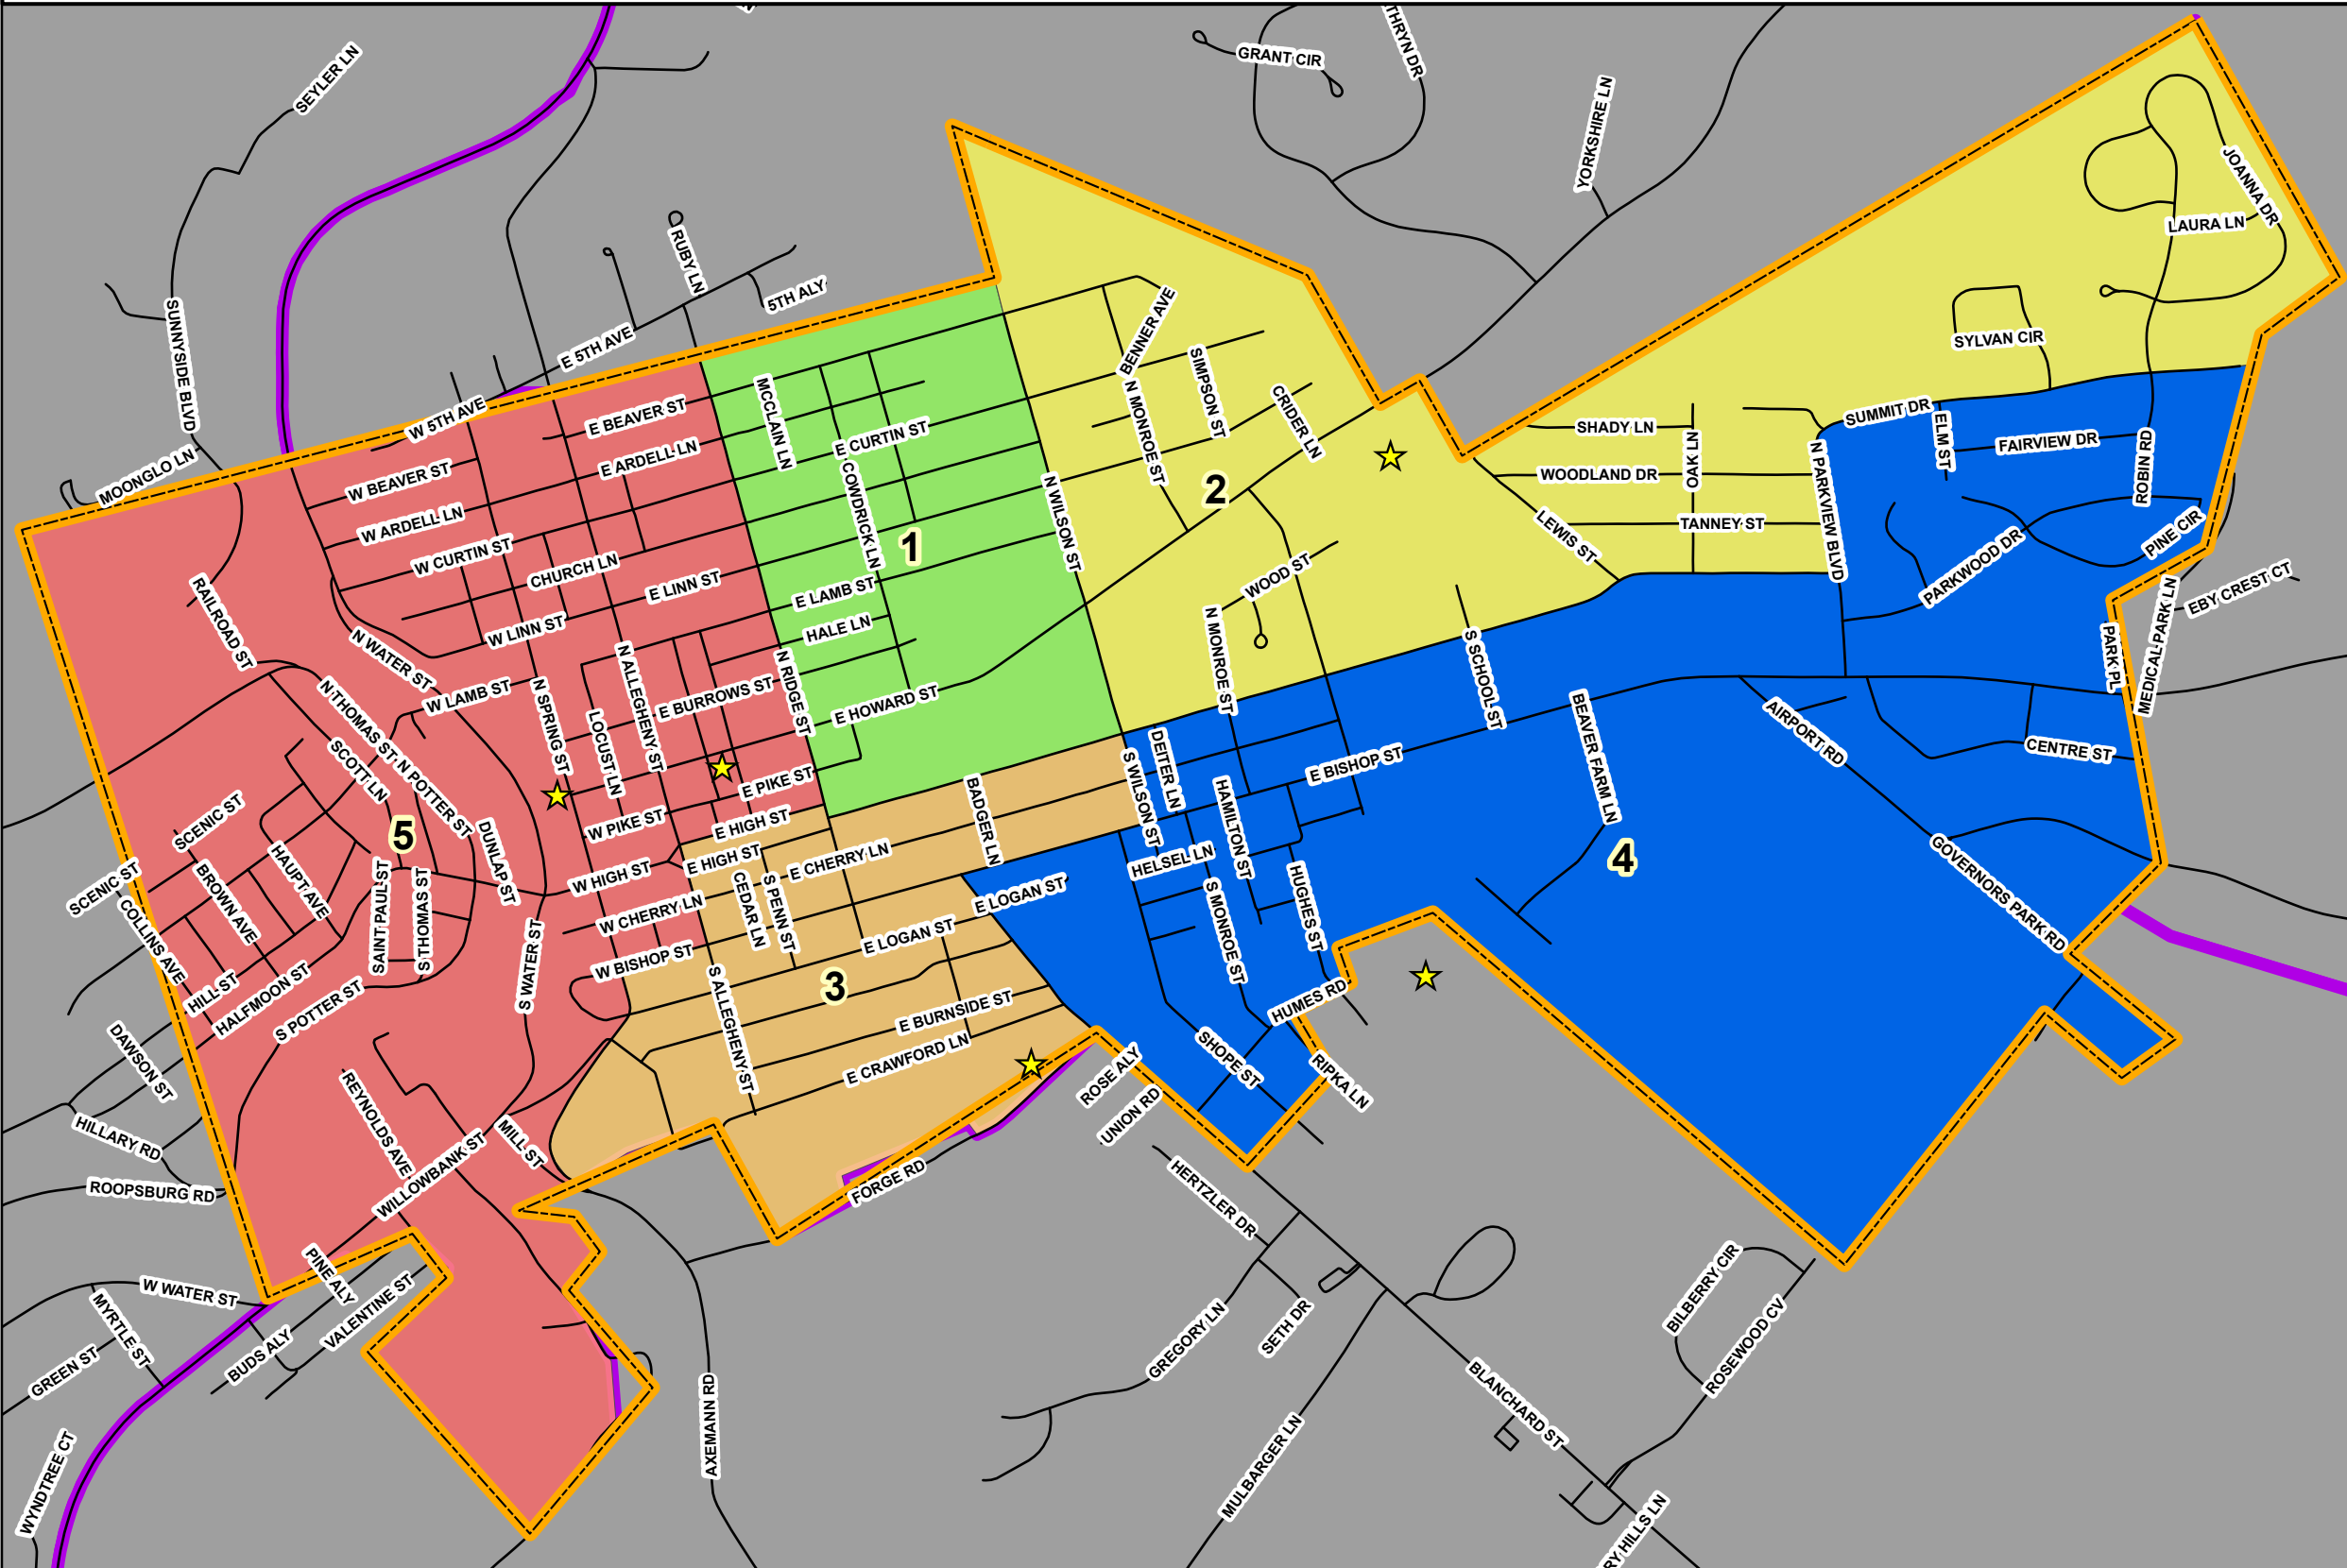 GRANT CIR
THRYN DR
SEYLER LN
YORKSHIRE LN
JOANNA DR
LAURA LN
RUBY LN
5TH ALY
SUNNYSIDE BLVD
E 5TH AVE
BENNER AVE
SYLVAN CIR
W 5TH AVE
E BEAVER ST
MCCLAIN LN
SIMPSON ST
N MONROE ST
CRIDER LN
SHADY LN
SUMMIT DR
ELM ST
FAIRVIEW DR
MOONGLO LN
W BEAVER ST
E ARDELL LN
E CURTIN ST
OAK LN
WOODLAND DR
N PARKVIEW BLVD
ROBIN RD
2
W ARDELL LN
COWDRICK LN
N WILSON ST
TANNEY ST
LEWIS ST
PINE CIR
W CURTIN ST
CHURCH LN
1
PARKWOOD DR
E LINN ST
E LAMB ST
WOOD ST
EBY CREST CT
RAILROAD ST
W LINN ST
HALE LN
N WATER ST
N MONROE ST
S SCHOOL ST
PARK PL
MEDICAL PARK LN
N THOMAS ST
W LAMB ST
N SPRING ST
N ALLEGHENY ST
E BURROWS ST
N RIDGE ST
E HOWARD ST
LOCUST LN
BEAVER FARM LN
AIRPORT RD
CENTRE ST
SCOTT LN
N POTTER ST
E PIKE ST
DEITER LN
E BISHOP ST
S WILSON ST
SCENIC ST
5
DUNLAP ST
W PIKE ST
E HIGH ST
BADGER LN
HAMILTON ST
4
E HIGH ST
E CHERRY LN
HELSEL LN
GOVERNORS PARK RD
SCENIC ST
BROWN AVE
HAUPT AVE
SAINT PAUL ST
S THOMAS ST
W HIGH ST
CEDAR LN
S PENN ST
E LOGAN ST
HUGHES ST
COLLINS AVE
W CHERRY LN
E LOGAN ST
S MONROE ST
HILL ST
HALFMOON ST
S WATER ST
W BISHOP ST
3
S POTTER ST
S ALLEGHENY ST
E BURNSIDE ST
HUMES RD
DAWSON ST
E CRAWFORD LN
ROSE ALY
SHOPE ST
RIPKA LN
UNION RD
HILLARY RD
REYNOLDS AVE
MILL ST
WILLOWBANK ST
ROOPSBURG RD
FORGE RD
HERTZLER DR
PINE ALY
W WATER ST
VALENTINE ST
MYRTLE ST
BUDS ALY
GREEN ST
GREGORY LN
SETH DR
BILBERRY CIR
ROSEWOOD CV
AXEMANN RD
BLANCHARD ST
MULBARGER LN
WYNDTREE CT
RY HILLS LN